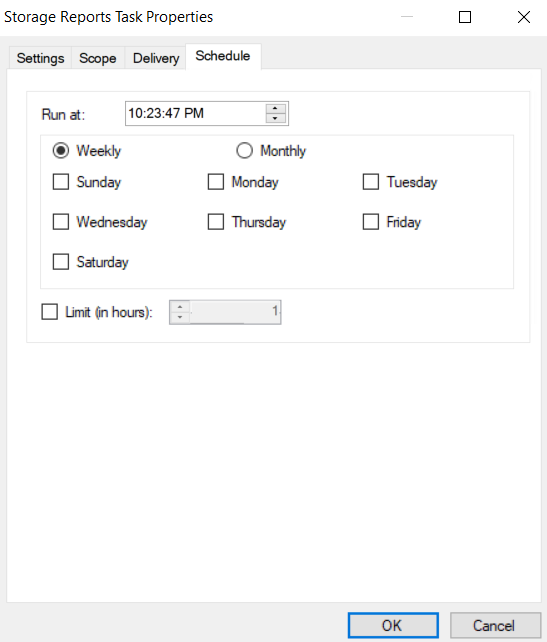 Storage Reports Task Properties
Settings Scope Delivery Schedule
Run at: 10:23:47 PM
Weekly Monthly
Sunday Monday Tuesday
Wednesday Thursday Friday
Saturday
Limit (in hours): 1
OK Cancel